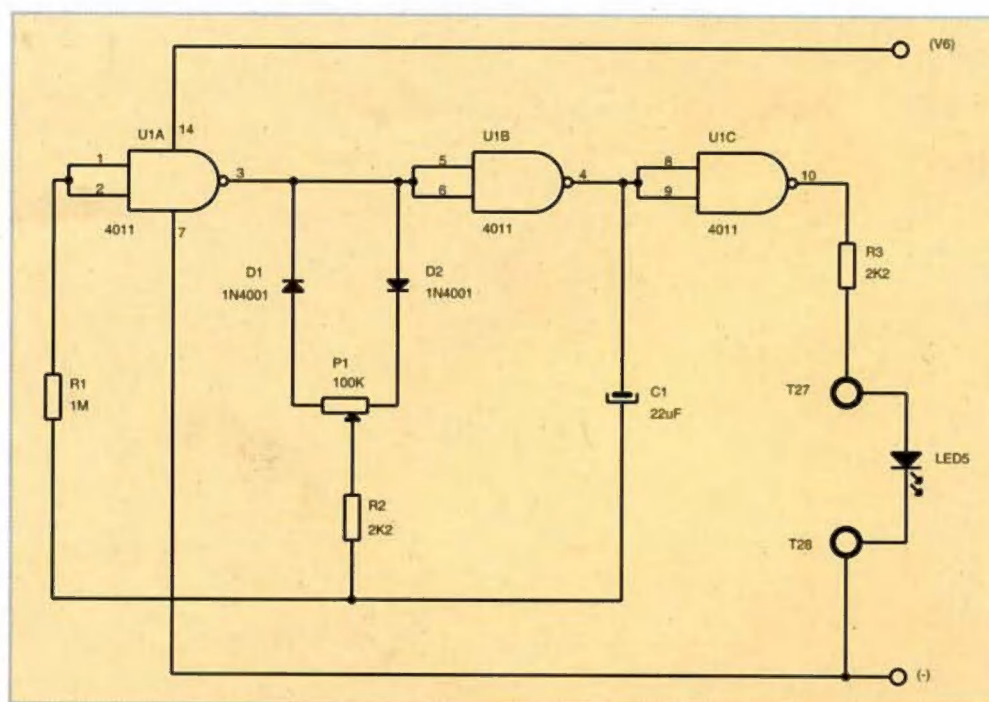 (V6)
U1A
14
U1B
U1C
1
2
3
5
6
4
8
9
10
4011
7
4011
4011
D1
1N4001
D2
1N4001
R3
2K2
P1
100K
R1
1M
C1
22uF
T27
LED5
R2
2K2
T28
(-)